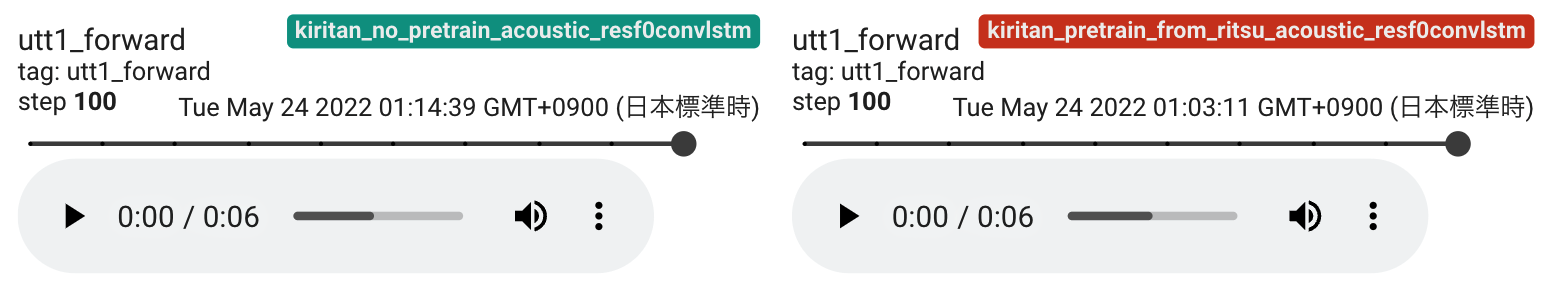 utt1_forward
kiritan_no_pretrain_acoustic_resf0convlstm
tag: utt1_forward
step 100
Tue May 24 2022 01:14:39 GMT+0900 (日本標準時)
0:00 / 0:06
utt1_forward
kiritan_pretrain_from_ritsu_acoustic_resf0convlstm
tag: utt1_forward
step 100
Tue May 24 2022 01:03:11 GMT+0900 (日本標準時)
0:00 / 0:06